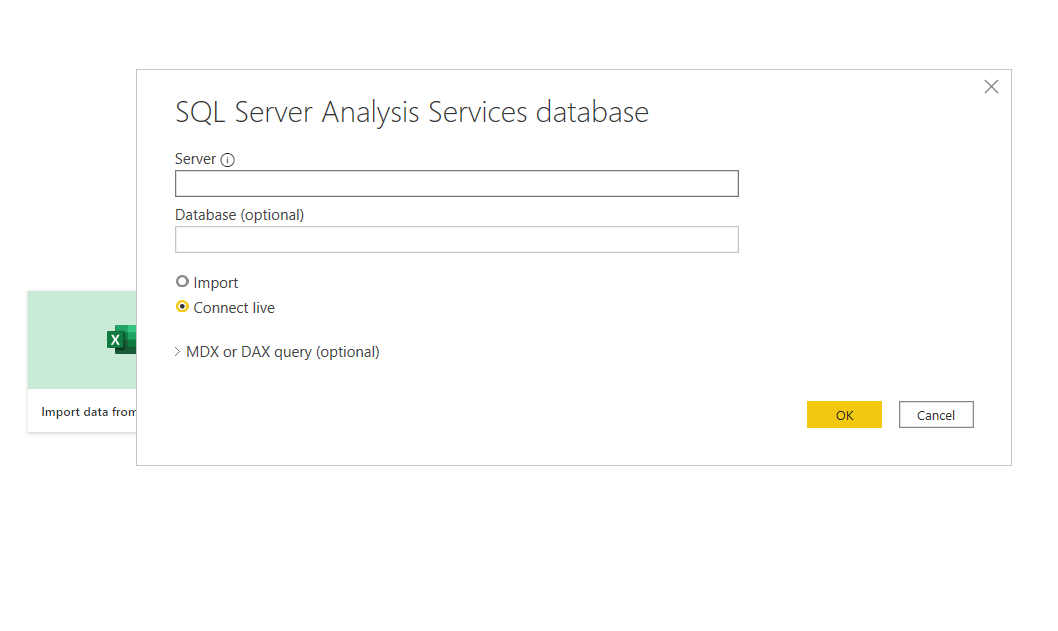 SQL Server Analysis Services database
Server
Database (optional)
Import
Connect live
MDX or DAX query (optional)
X
Import data from
OK
Cancel